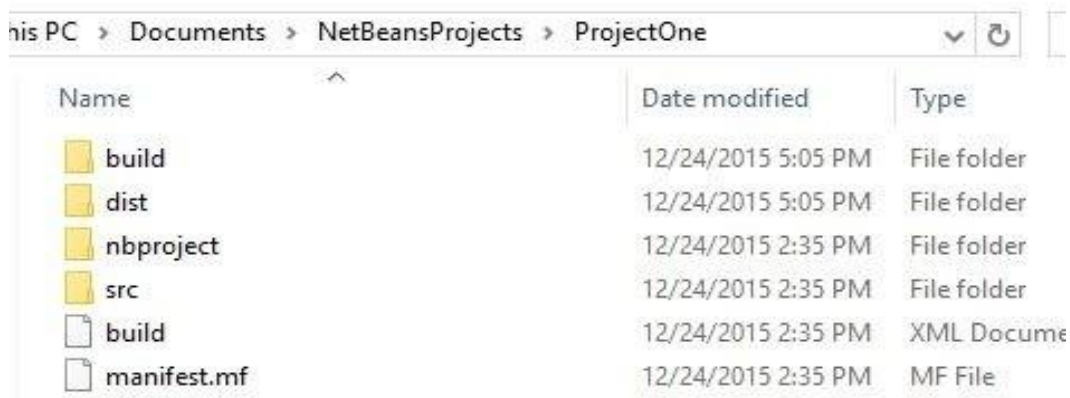 his PC > Documents > NetBeansProjects > ProjectOne
Name Date modified Type
build 12/24/2015 5:05 PM File folder
dist 12/24/2015 5:05 PM File folder
nbproject 12/24/2015 2:35 PM File folder
src 12/24/2015 2:35 PM File folder
build 12/24/2015 2:35 PM XML Docume
manifest.mf 12/24/2015 2:35 PM MF File